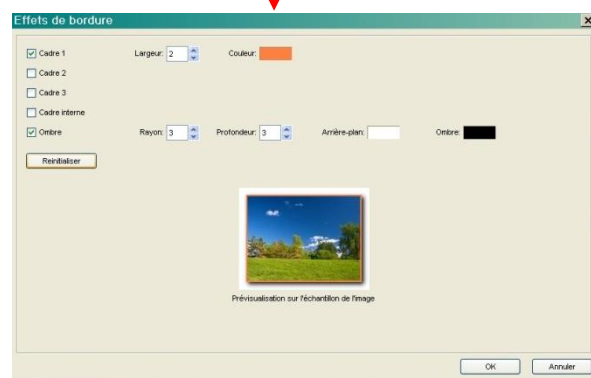 Effets de bordure
Cadre 1 Largeur: 2 Couleur:
Cadre 2
Cadre 3
Cadre interne
Ombre Rayon: 3 Profondeur: 3 Arrière-plan: Ombre:
Reinitialiser
Prévisualisation sur l'échantillon de l'image
OK Annuler